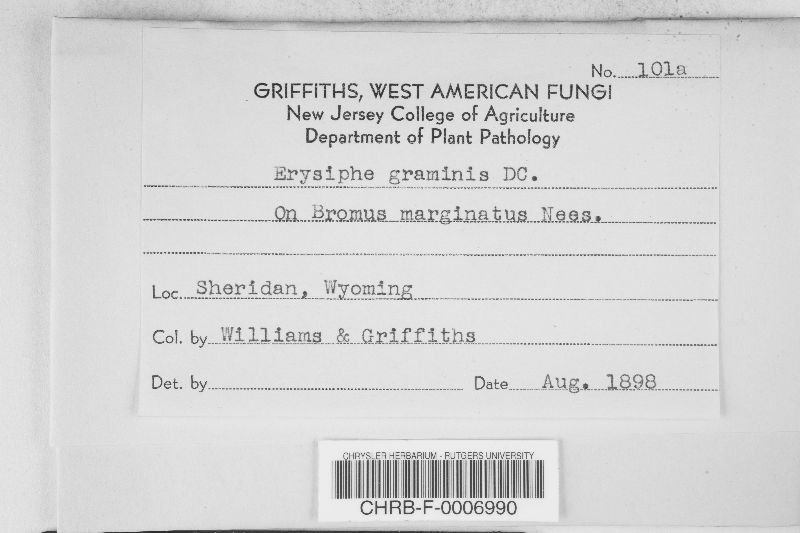 No. 101a
GRIFFITHS, WEST AMERICAN FUNGI
New Jersey College of Agriculture
Department of Plant Pathology
Erysiphe graminis DC.
On Bromus marginatus Nees.
Loc. Sheridan, Wyoming
Col. by Williams & Griffiths
Det. by Date Aug. 1898
CHRYSLER HERBARIUM - RUTGERS UNIVERSITY
CHRB-F-0006990